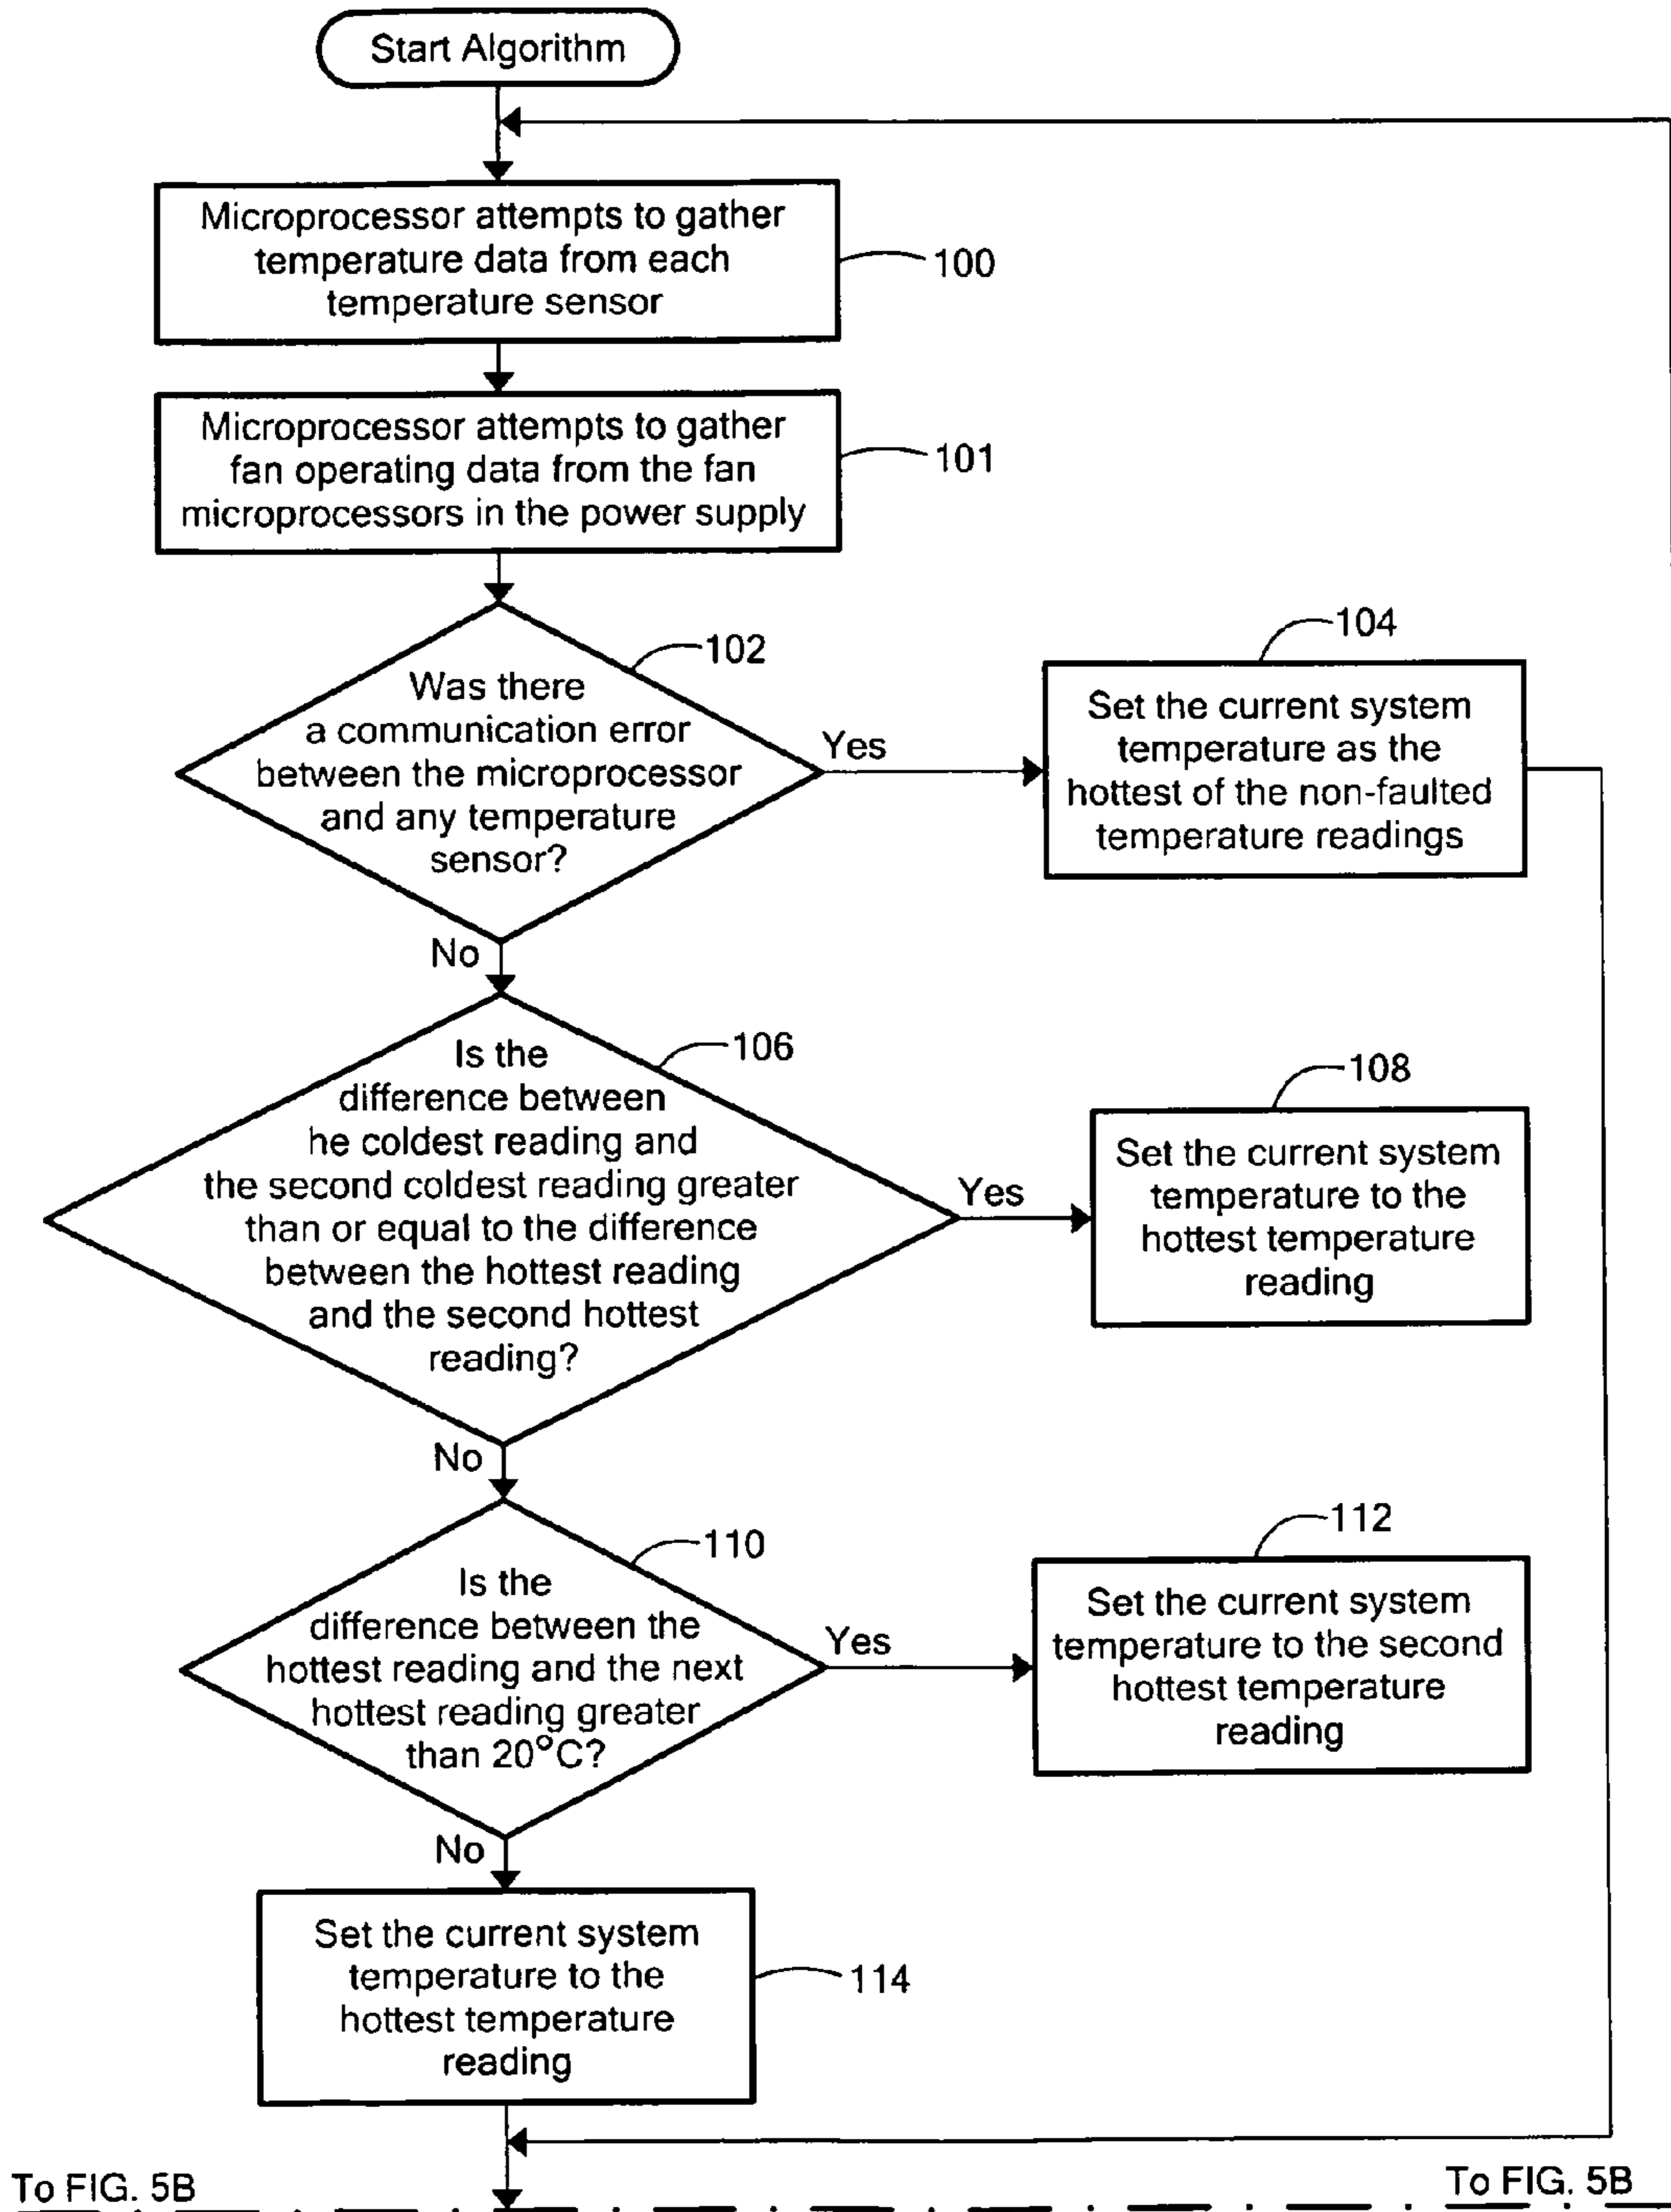 Start Algorithm
Microprocessor attempts to gather
temperature data from each
temperature sensor
100
Microprocessor attempts to gather
fan operating data from the fan
microprocessors in the power supply
101
102
Was there
a communication error
between the microprocessor
and any temperature
sensor?
Yes
104
Set the current system
temperature as the
hottest of the non-faulted
temperature readings
No
106
Is the
difference between
he coldest reading and
the second coldest reading greater
than or equal to the difference
between the hottest reading
and the second hottest
reading?
Yes
108
Set the current system
temperature to the
hottest temperature
reading
No
110
Is the
difference between the
hottest reading and the next
hottest reading greater
than 20°C?
Yes
112
Set the current system
temperature to the second
hottest temperature
reading
No
Set the current system
temperature to the
hottest temperature
reading
114
To FIG. 5B
To FIG. 5B